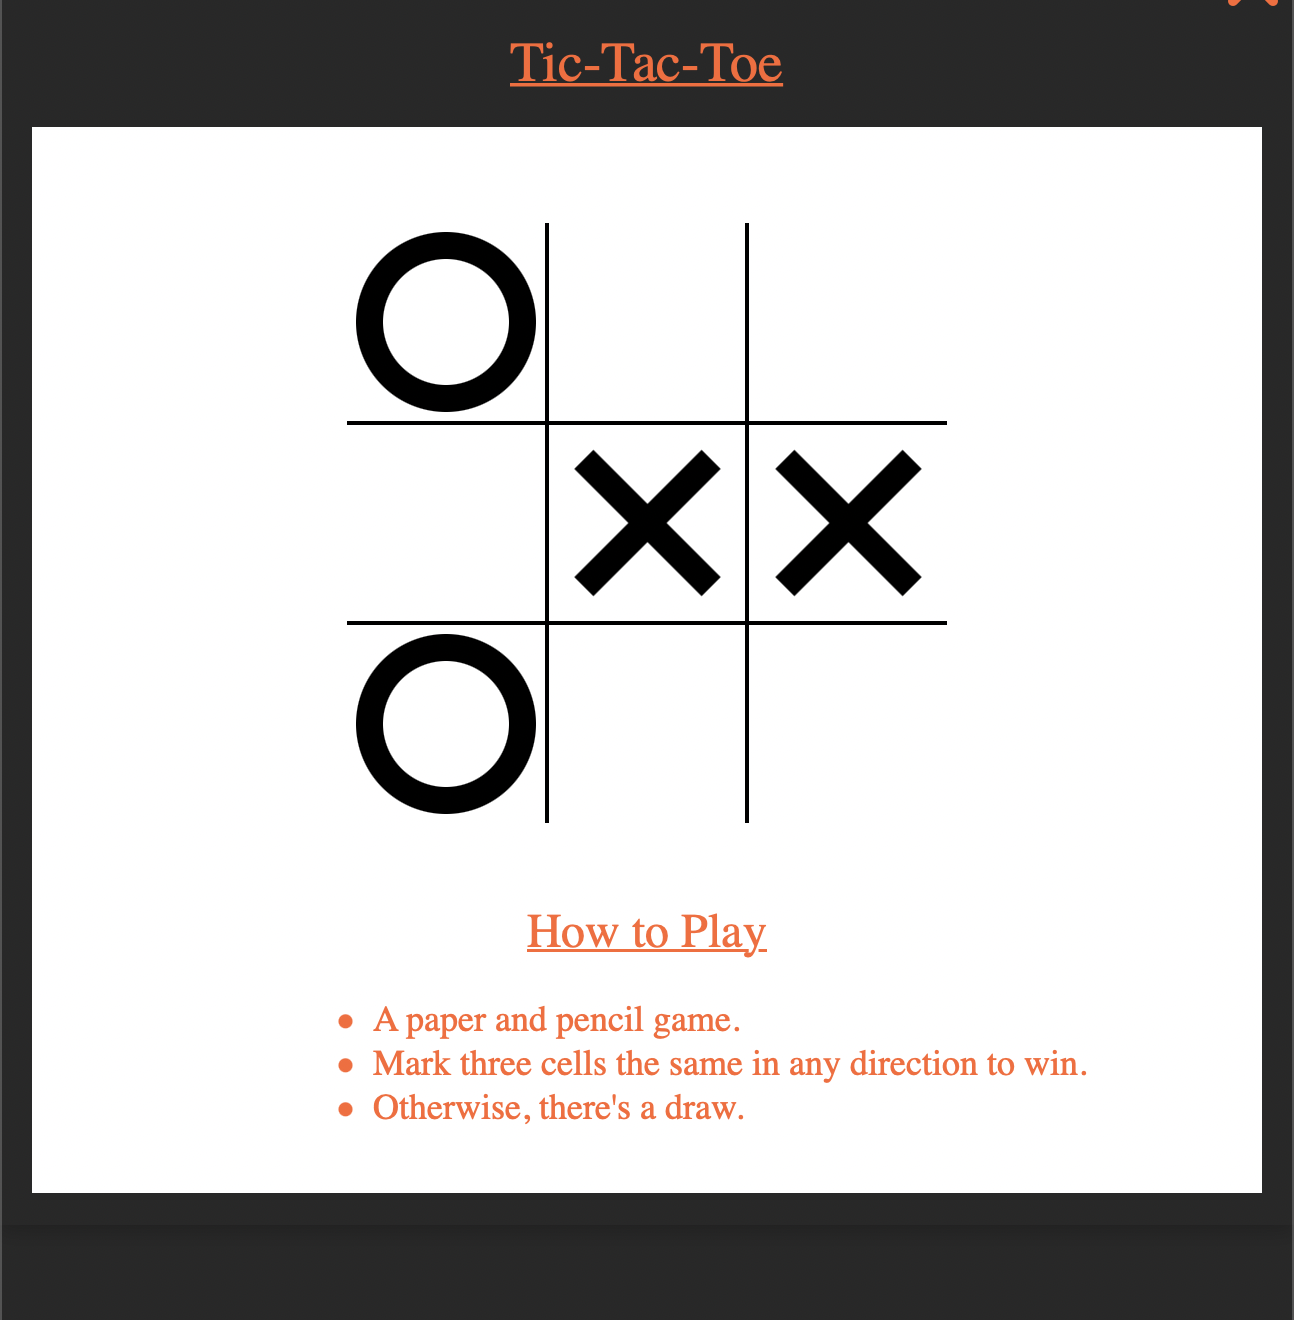 Tic-Tac-Toe
O
X X
O
How to Play
A paper and pencil game.
Mark three cells the same in any direction to win.
Otherwise, there's a draw.